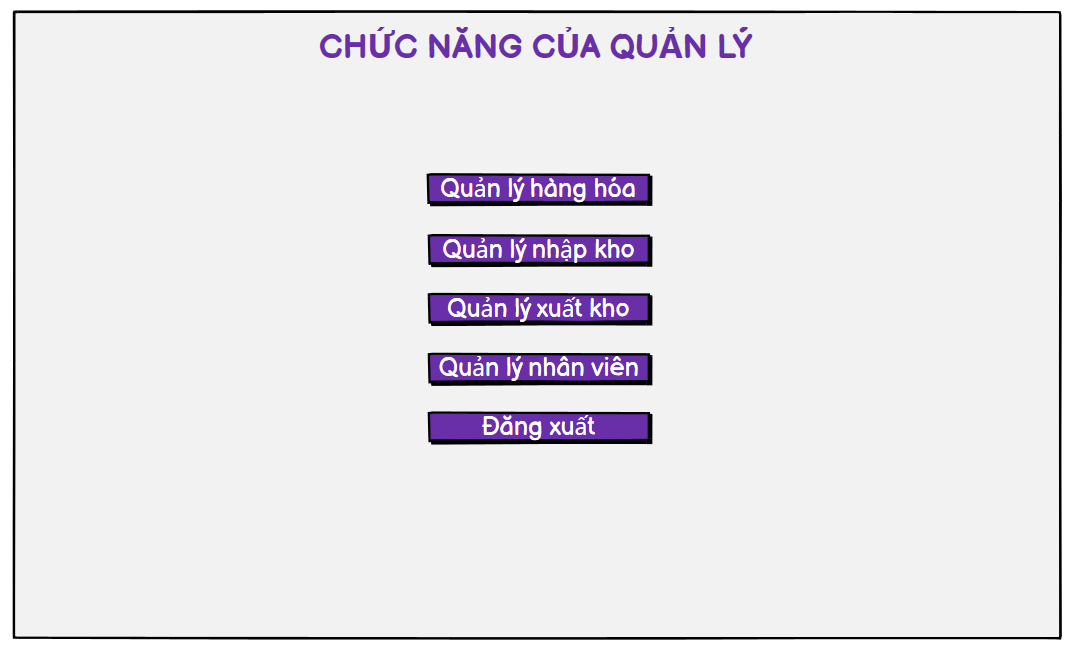 CHỨC NĂNG CỦA QUẢN LÝ
Quản lý hàng hóa
Quản lý nhập kho
Quản lý xuất kho
Quản lý nhân viên
Đăng xuất